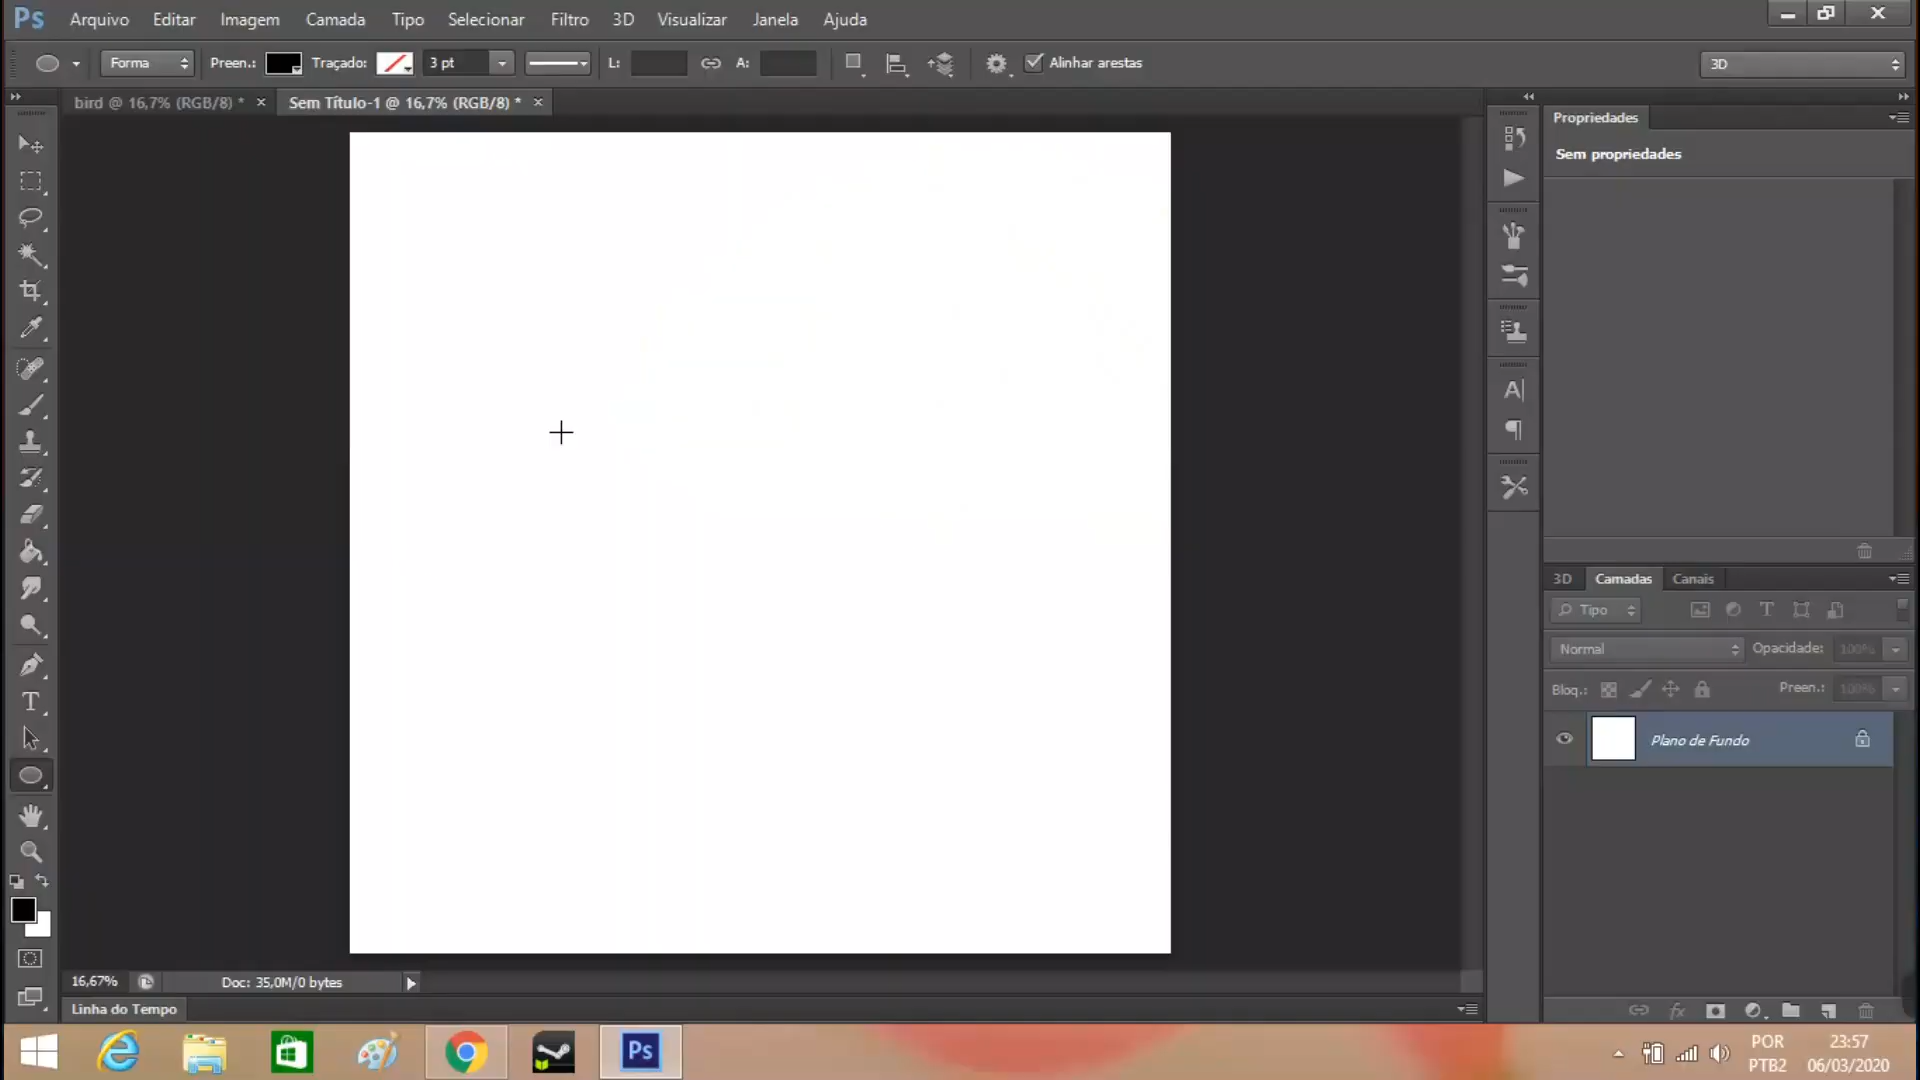 Ps Arquivo Editar Imagem Camada Tipo Selecionar Filtro 3D Visualizar Janela Ajuda
Forma Preen.: Traçado: 3 pt L: A: Alinhar arestas 3D
bird @ 16,7% (RGB/8) * × Sem Título-1 @ 16,7% (RGB/8) * ×
Propriedades
Sem propriedades
3D Camadas Canais
Tipo
Normal Opacidade: 100%
Bloq.: Preen.: 100%
Plano de Fundo
16,67% Doc: 35,0M/0 bytes
Linha do Tempo
Ps
POR 23:57
PTB2 06/03/2020